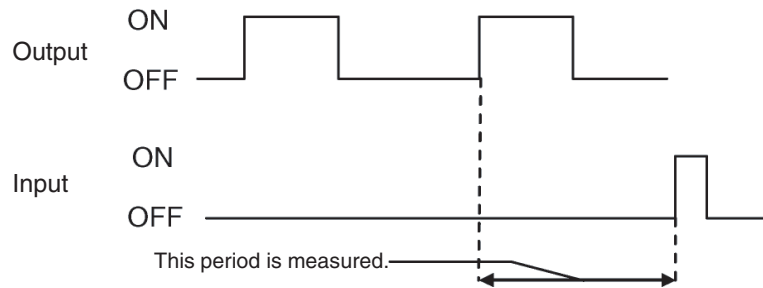 ON
Output
OFF
ON
Input
OFF
This period is measured.